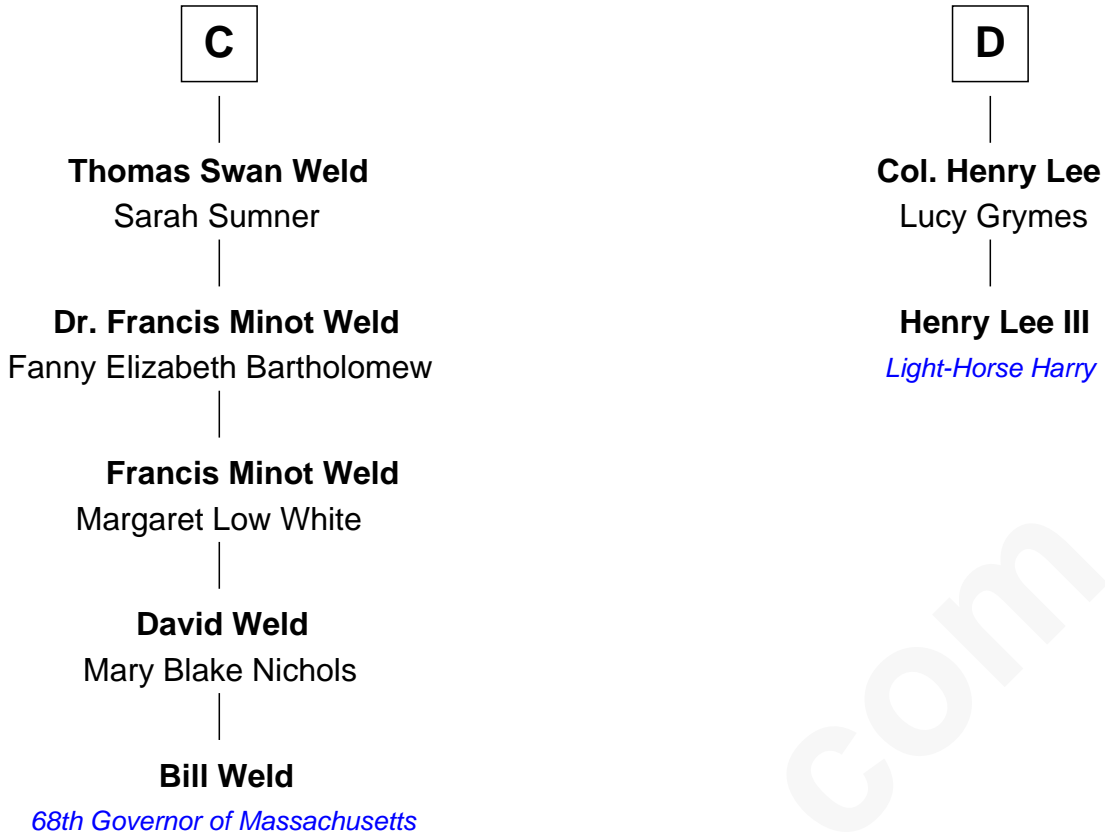 C
Thomas Swan Weld
Sarah Sumner
Dr. Francis Minot Weld
Fanny Elizabeth Bartholomew
Francis Minot Weld
Margaret Low White
David Weld
Mary Blake Nichols
Bill Weld
68th Governor of Massachusetts
D
Col. Henry Lee
Lucy Grymes
Henry Lee III
Light-Horse Harry
com